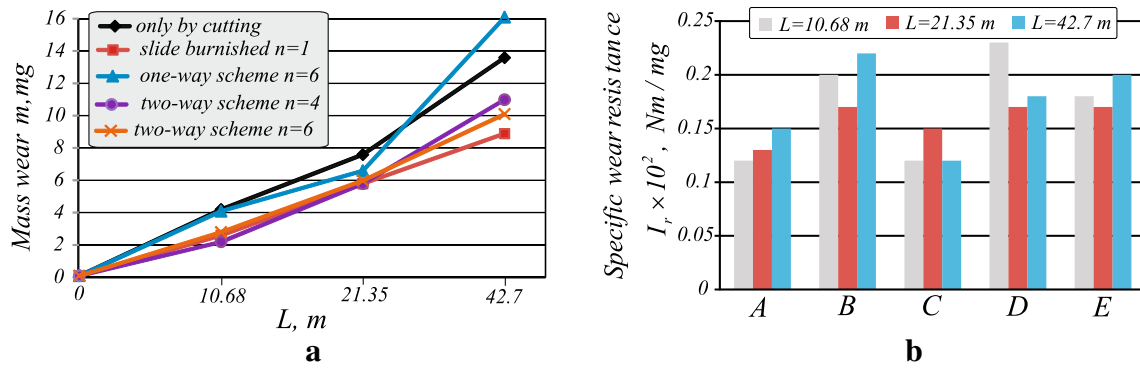 Mass wear m,mg
16
14
12
10
8
6
4
2
0
only by cutting
slide burnished n=1
one-way scheme n=6
two-way scheme n=4
two-way scheme n=6
0 10.68 21.35 42.7
L, m
a
Specific wear resis tance
I_r ×10², Nm / mg
0.25
0.2
0.15
0.1
0.05
0
L=10.68 m L=21.35 m L=42.7 m
A B C D E
b